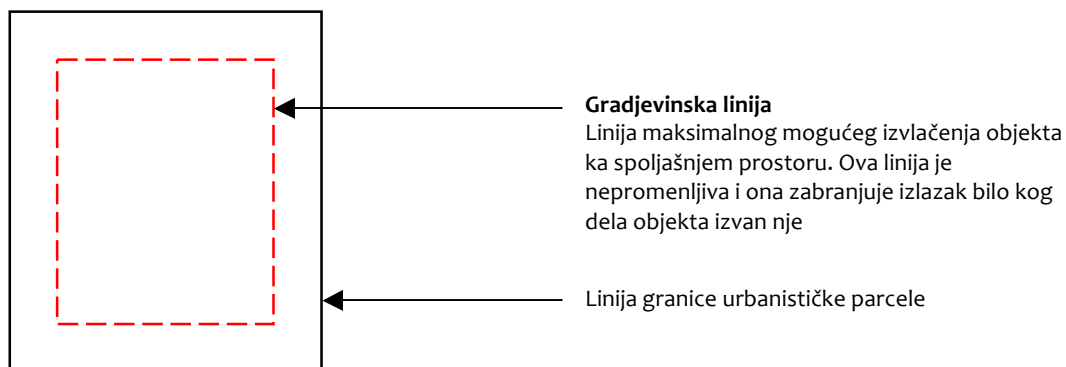 Gradjevinska linija
Linija maksimalnog mogućeg izvlačenja objekta
ka spoljašnjem prostoru. Ova linija je
nepromenljiva i ona zabranjuje izlazak bilo kog
dela objekta izvan nje
Linija granice urbanističke parcele